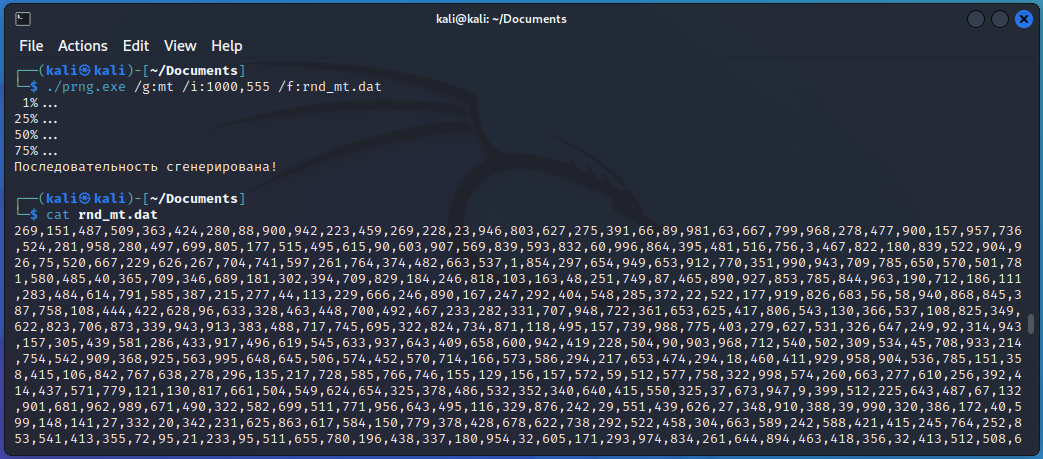 kali@kali: ~/Documents
File Actions Edit View Help
┌──(kali㉿kali)-[~/Documents]
└─$ ./prng.exe /g:mt /i:1000,555 /f:rnd_mt.dat
1%...
25%...
50%...
75%...
Последовательность сгенерирована!
┌──(kali㉿kali)-[~/Documents]
└─$ cat rnd_mt.dat
269,151,487,509,363,424,280,88,900,942,223,459,269,228,23,946,803,627,275,391,66,89,981,63,667,799,968,278,477,900,157,957,736
,524,281,958,280,497,699,805,177,515,495,615,90,603,907,569,839,593,832,60,996,864,395,481,516,756,3,467,822,180,839,522,904,9
26,75,520,667,229,626,267,704,741,597,261,764,374,482,663,537,1,854,297,654,949,653,912,770,351,990,943,709,785,650,570,501,78
1,580,485,40,365,709,346,689,181,302,394,709,829,184,246,818,103,163,48,251,749,87,465,890,927,853,785,844,963,190,712,186,111
,283,484,614,791,585,387,215,277,44,113,229,666,246,890,167,247,292,404,548,285,372,22,522,177,919,826,683,56,58,940,868,845,3
87,758,108,444,422,628,96,633,328,463,448,700,492,467,233,282,331,707,948,722,361,653,625,417,806,543,130,366,537,108,825,349,
622,823,706,873,339,943,913,383,488,717,745,695,322,824,734,871,118,495,157,739,988,775,403,279,627,531,326,647,249,92,314,943
,157,305,439,581,286,433,917,496,619,545,633,937,643,409,658,600,942,419,228,504,90,903,968,712,540,502,309,534,45,708,933,214
,754,542,909,368,925,563,995,648,645,506,574,452,570,714,166,573,586,294,217,653,474,294,18,460,411,929,958,904,536,785,151,35
8,415,106,842,767,638,278,296,135,217,728,585,766,746,155,129,156,157,572,59,512,577,758,322,998,574,260,663,277,610,256,392,4
14,437,571,779,121,130,817,661,504,549,624,654,325,378,486,532,352,340,640,415,550,325,37,673,947,9,399,512,225,643,487,67,132
,901,681,962,989,671,490,322,582,699,511,771,956,643,495,116,329,876,242,29,551,439,626,27,348,910,388,39,990,320,386,172,40,5
99,148,141,27,332,20,342,231,625,863,617,584,150,779,378,428,678,622,738,292,522,458,304,663,589,242,588,421,415,245,764,252,8
53,541,413,355,72,95,21,233,95,511,655,780,196,438,337,180,954,32,605,171,293,974,834,261,644,894,463,418,356,32,413,512,508,6